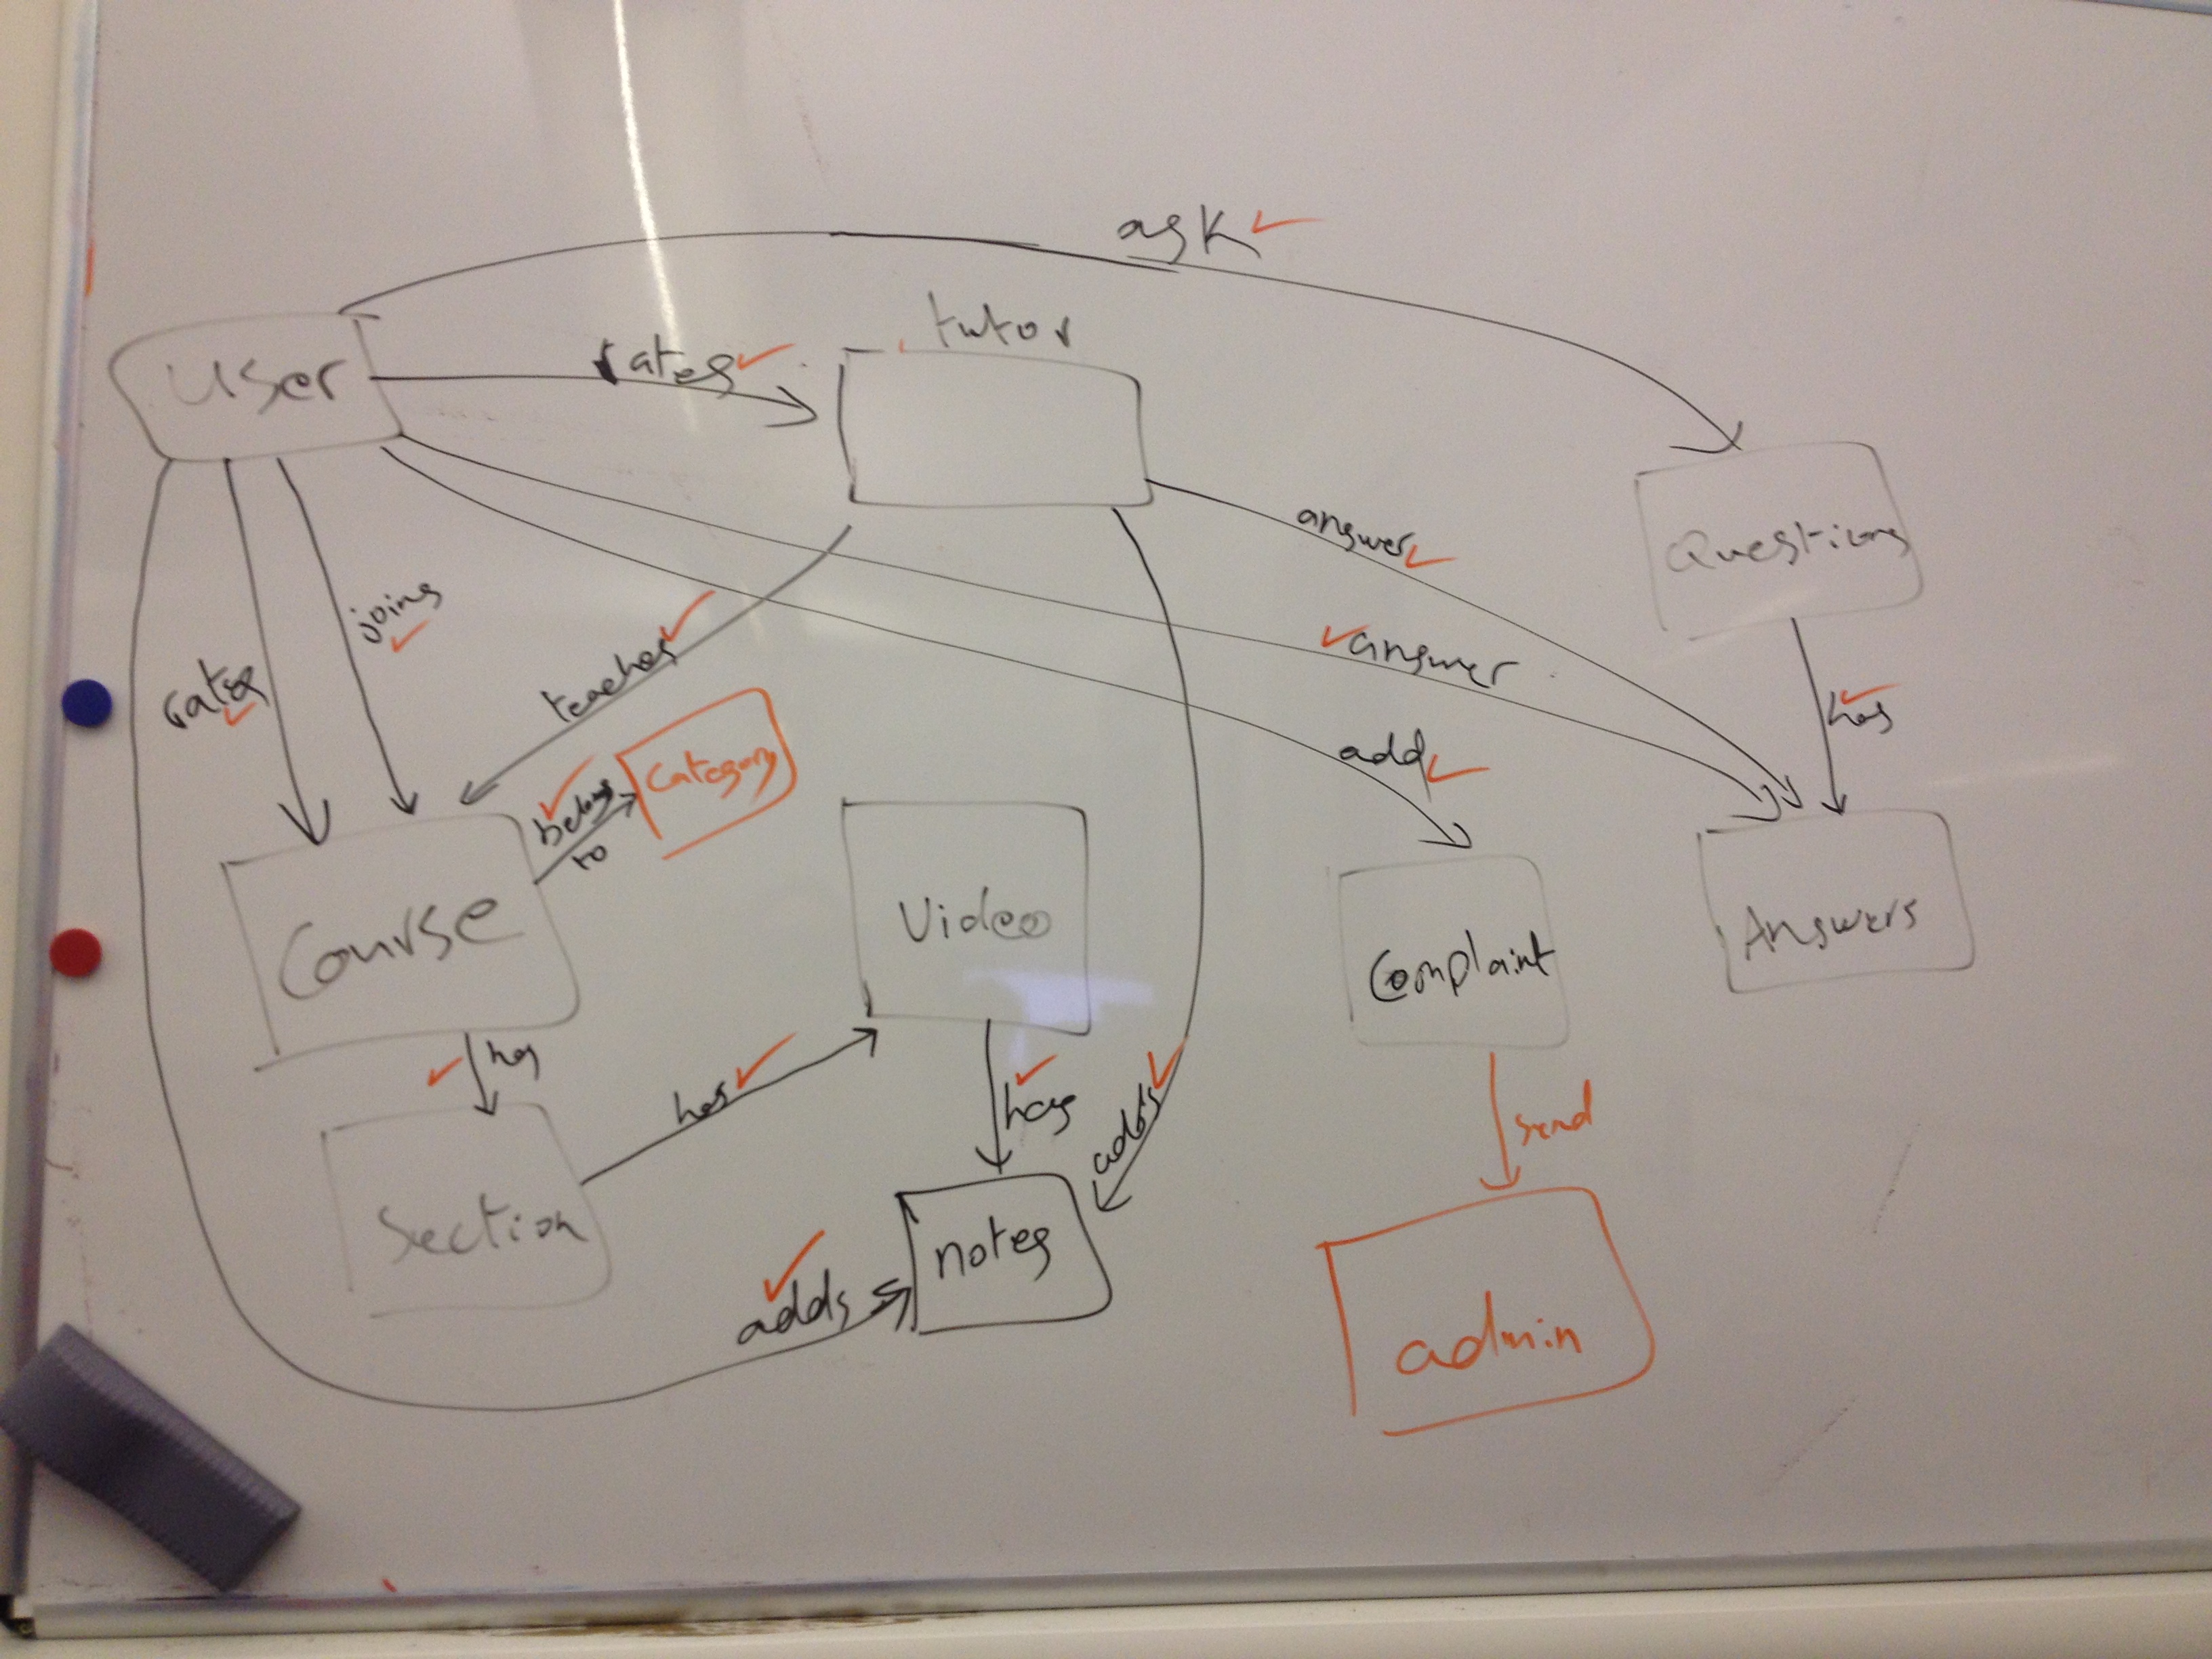 ask
tutor
rates
User
answer
Questions
joins
answer
teaches
rates
has
add
Category
belong
to
Video
Course
Answers
Complaint
has
has
has
adds
send
Section
notes
adds
admin